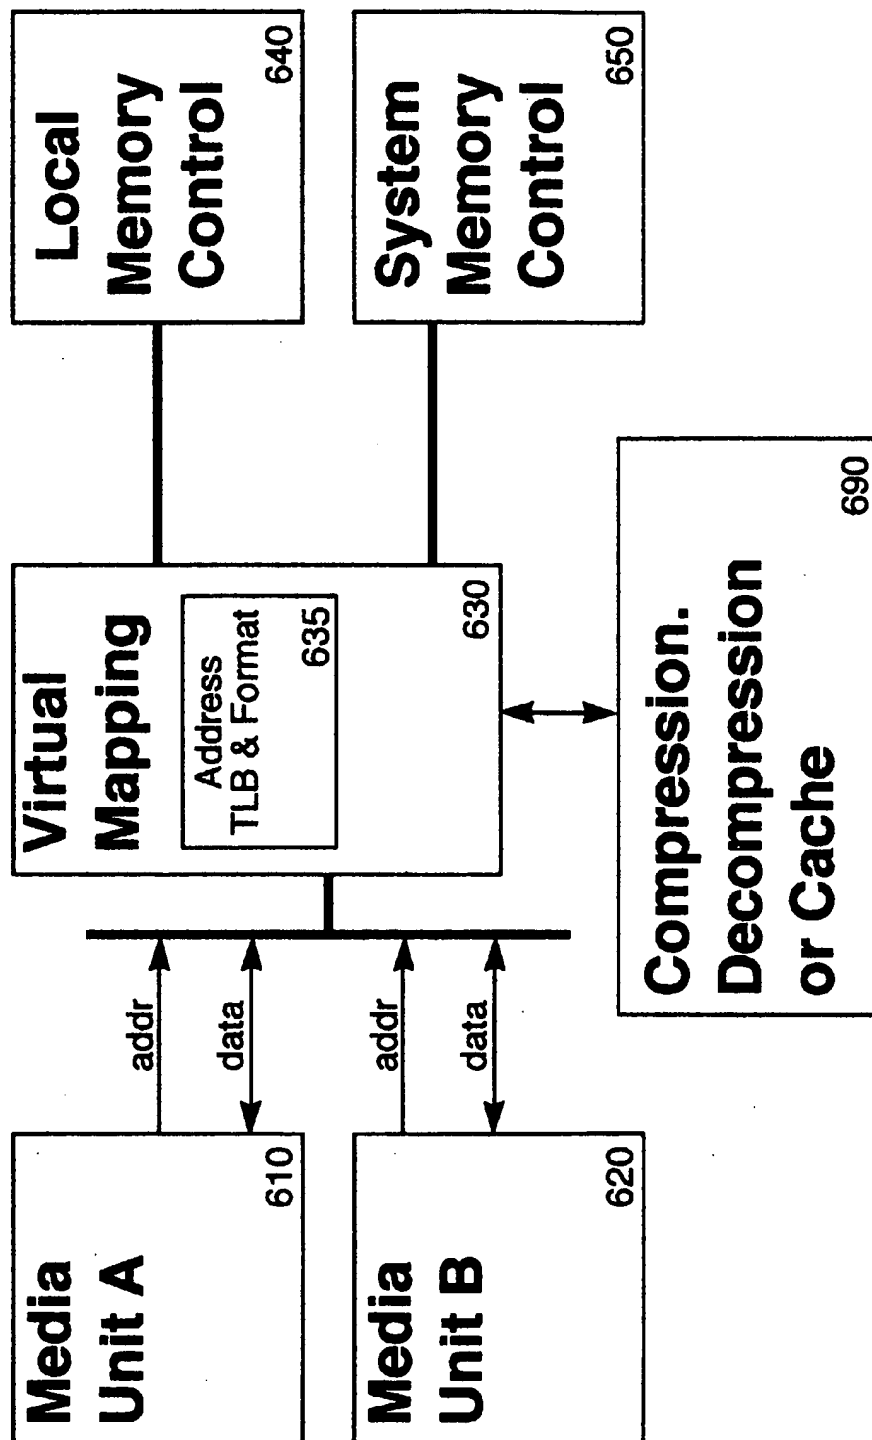 Media
Unit A
610
Media
Unit B
620
addr
data
addr
data
Virtual
Mapping
Address
TLB & Format
635
630
Compression.
Decompression
or Cache
690
Local
Memory
Control
640
System
Memory
Control
650